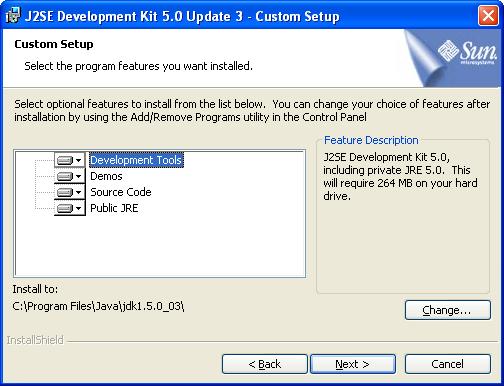 J2SE Development Kit 5.0 Update 3 - Custom Setup
Custom Setup
Select the program features you want installed.
Sun
microsystems
Select optional features to install from the list below. You can change your choice of features after
installation by using the Add/Remove Programs utility in the Control Panel
Development Tools
Demos
Source Code
Public JRE
Feature Description
J2SE Development Kit 5.0,
including private JRE 5.0. This
will require 264 MB on your hard
drive.
Install to:
C:\Program Files\Java\jdk1.5.0_03\
Change...
InstallShield
< Back
Next >
Cancel